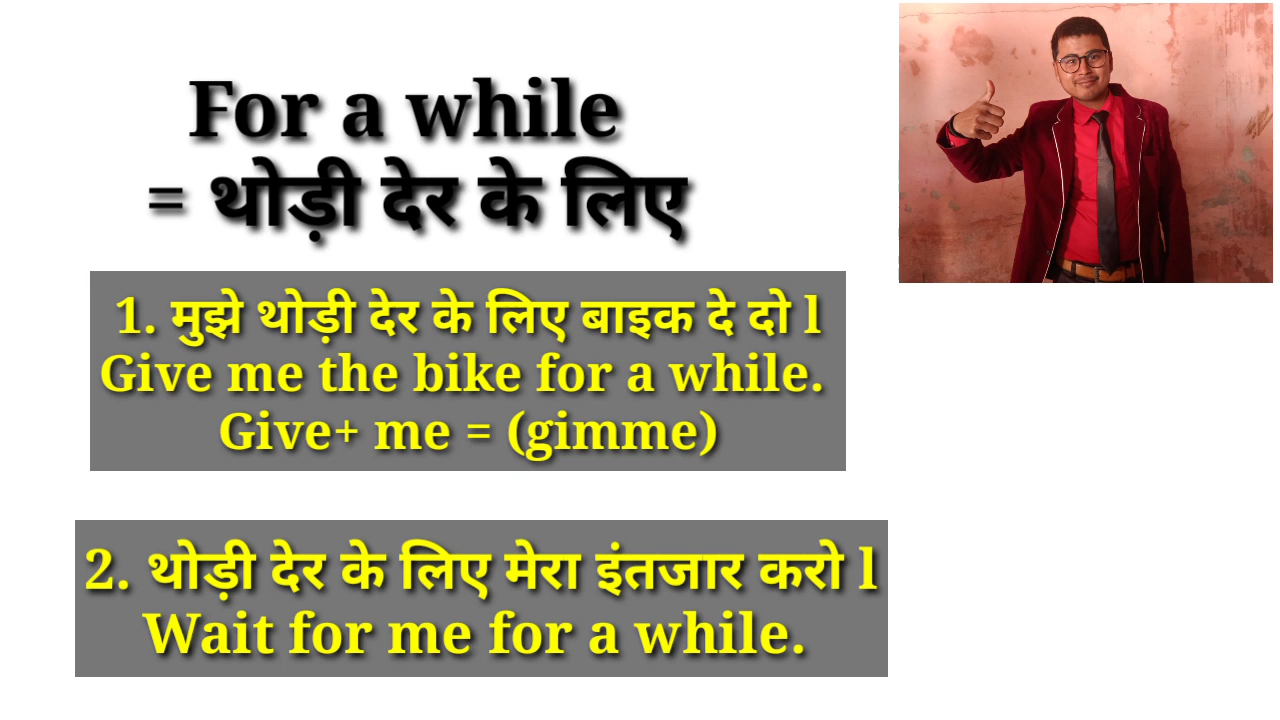 For a while
= थोड़ी देर के लिए
1. मुझे थोड़ी देर के लिए बाइक दे दो l
Give me the bike for a while.
Give+ me = (gimme)
2. थोड़ी देर के लिए मेरा इंतजार करो l
Wait for me for a while.